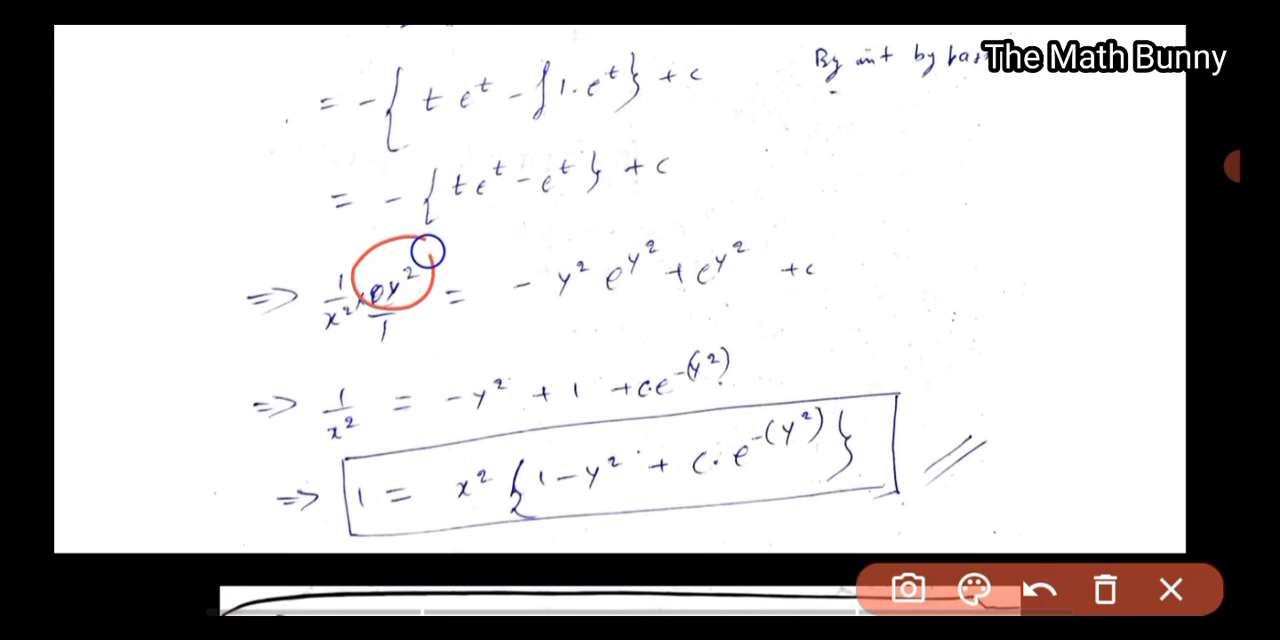 By int by
The Math Bunny
= - { t e^t - ∫ 1. e^t } + c
= - { t e^t - e^t } + c
=> 1/x² × e^y²/1 = - y² e^y² + e^y² + c
=> 1/x² = - y² + 1 + c.e^-(y²)
=> 1 = x² { 1 - y² + c. e^-(y²) }